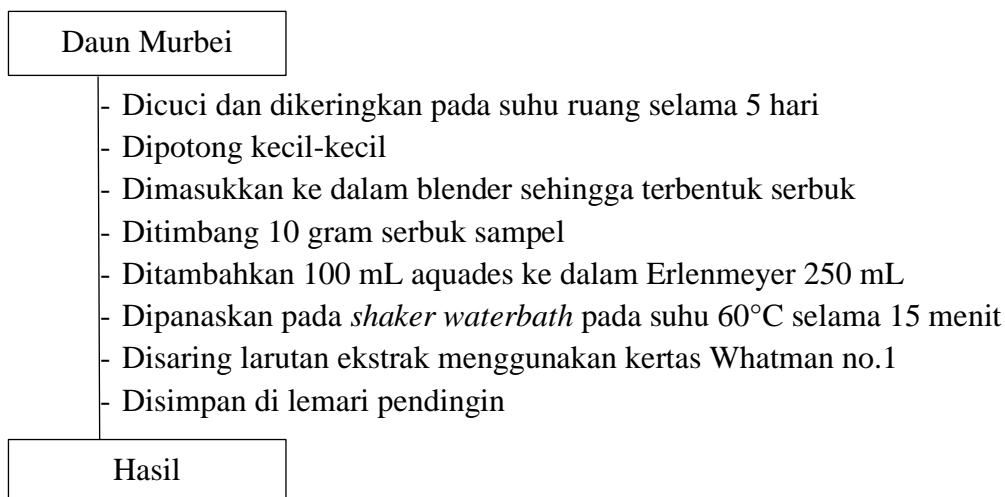 Daun Murbei
- Dicuci dan dikeringkan pada suhu ruang selama 5 hari
- Dipotong kecil-kecil
- Dimasukkan ke dalam blender sehingga terbentuk serbuk
- Ditimbang 10 gram serbuk sampel
- Ditambahkan 100 mL aquades ke dalam Erlenmeyer 250 mL
- Dipanaskan pada shaker waterbath pada suhu 60°C selama 15 menit
- Disaring larutan ekstrak menggunakan kertas Whatman no.1
- Disimpan di lemari pendingin
Hasil